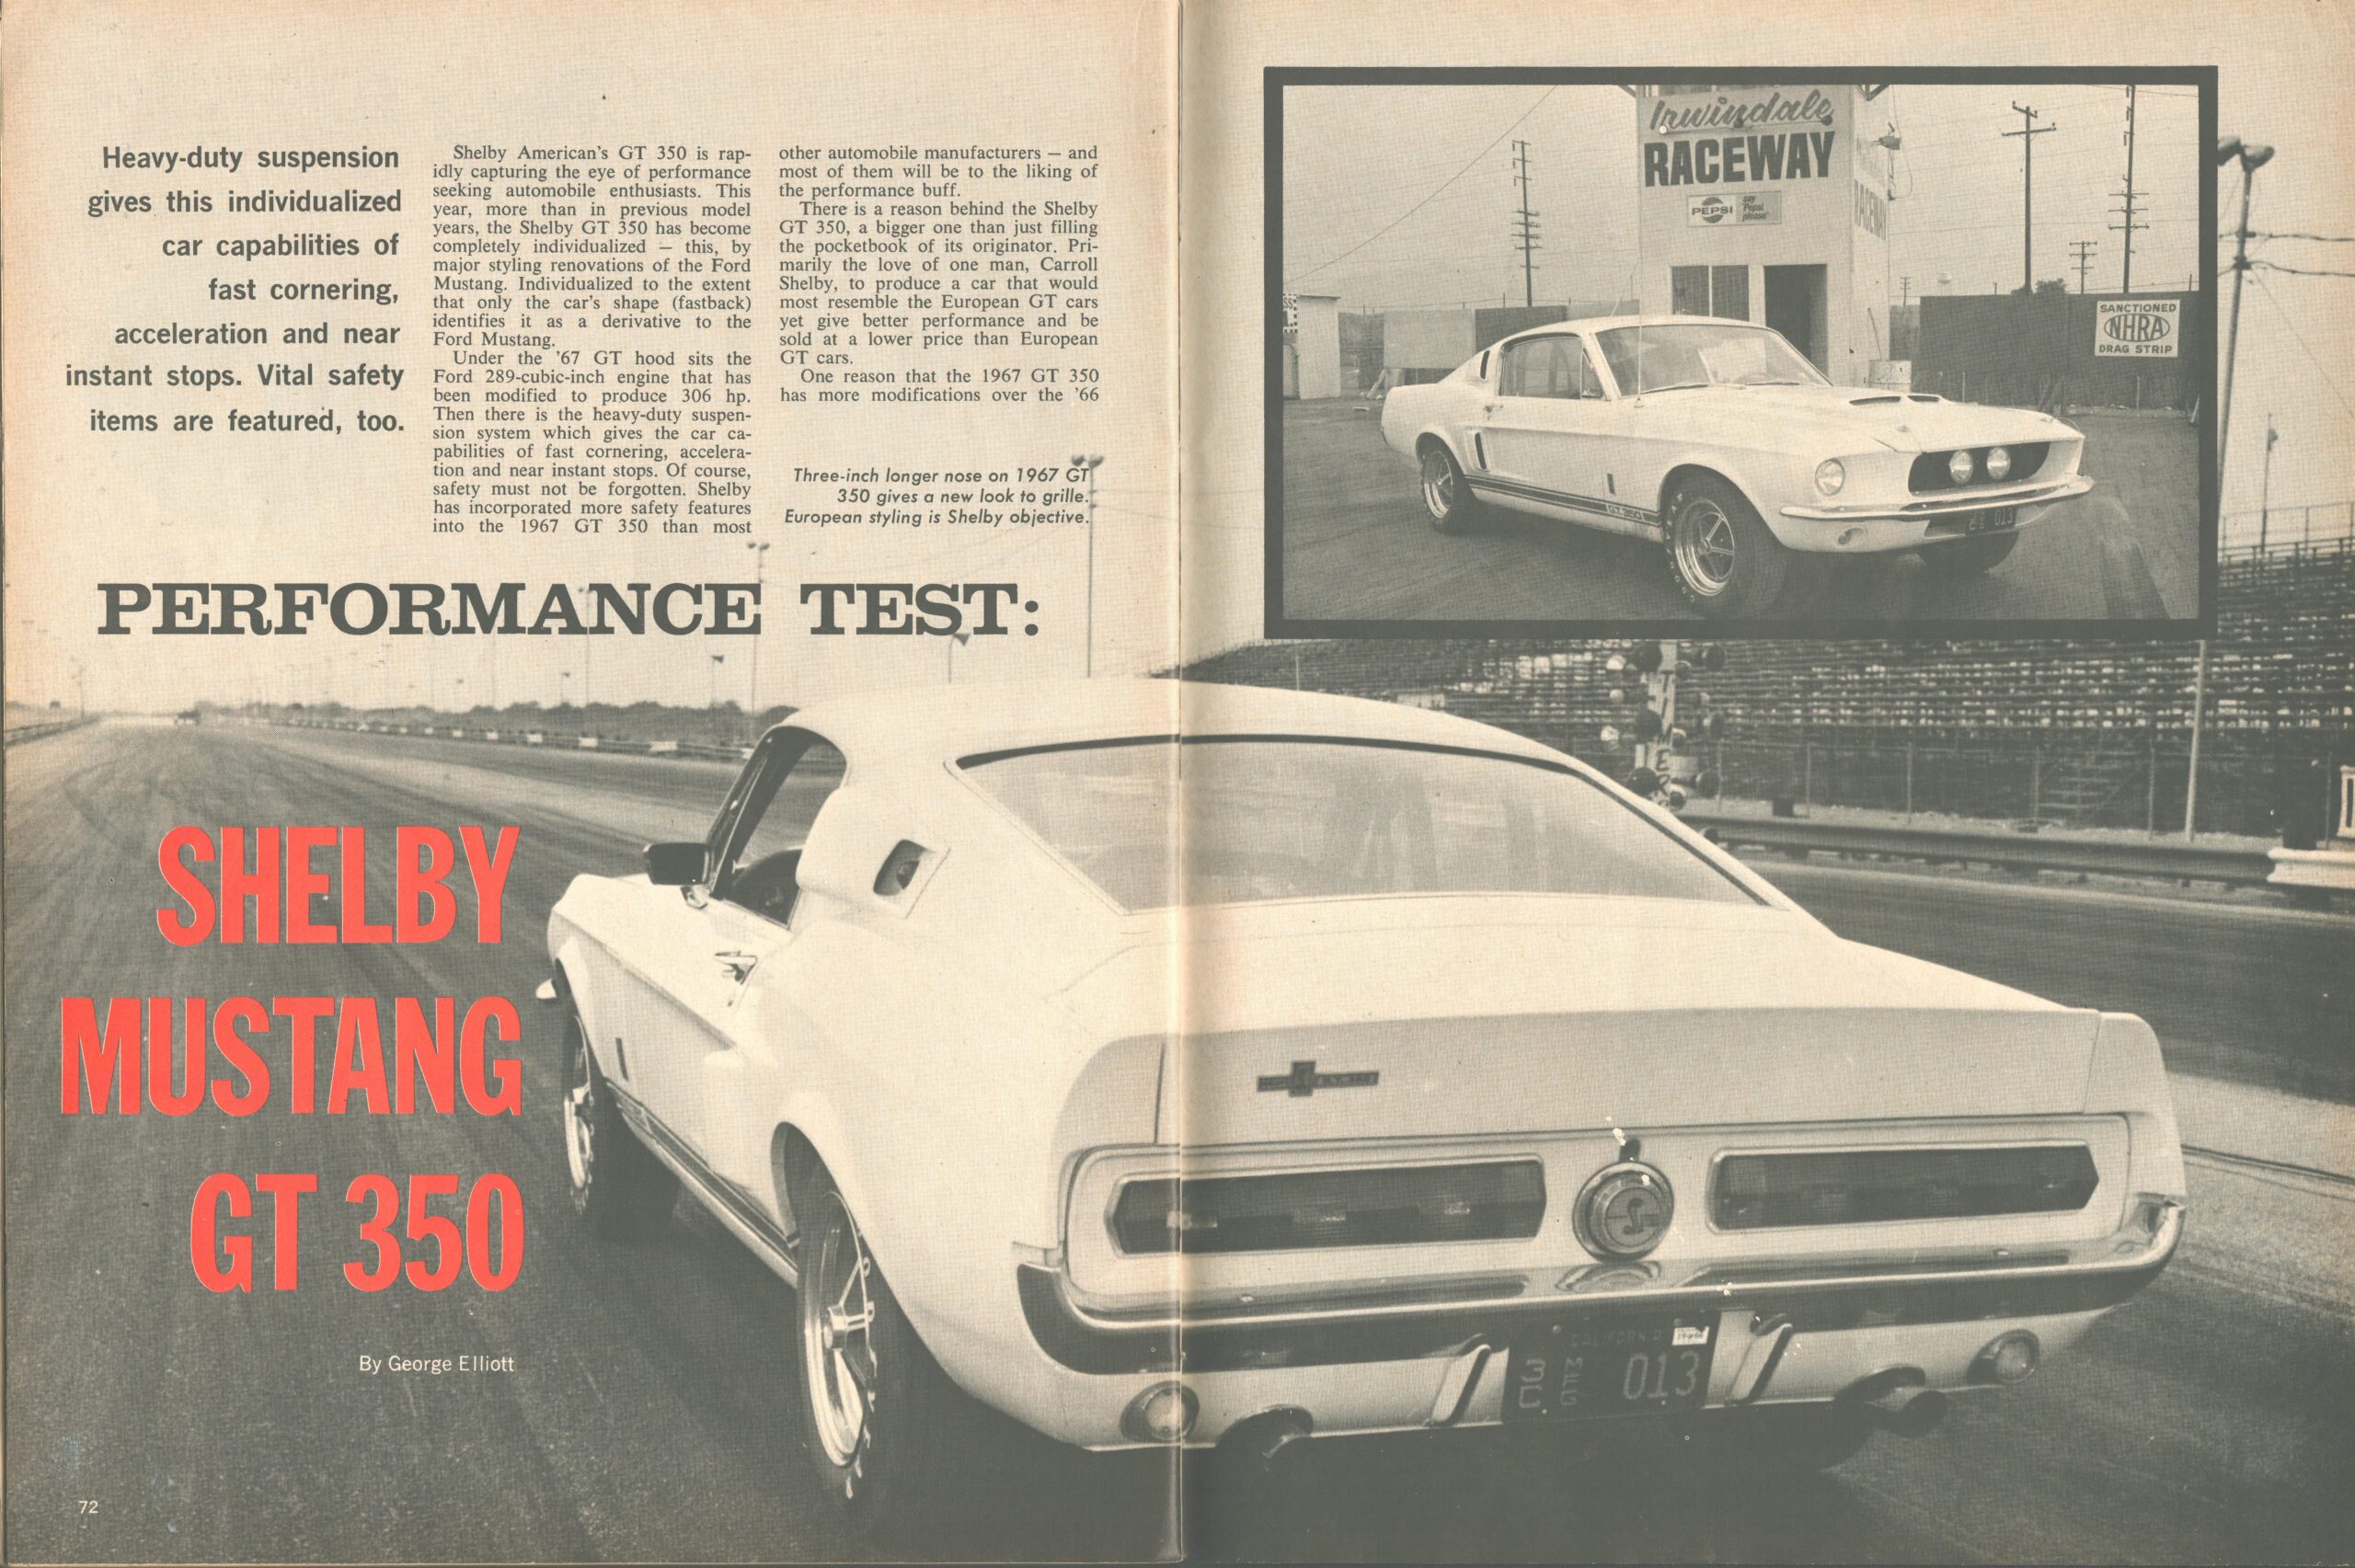 Heavy-duty suspension
gives this individualized
car capabilities of
fast cornering,
acceleration and near
instant stops. Vital safety
items are featured, too.
Shelby American's GT 350 is rap-
idly capturing the eye of performance
seeking automobile enthusiasts. This
year, more than in previous model
years, the Shelby GT 350 has become
completely individualized — this, by
major styling renovations of the Ford
Mustang. Individualized to the extent
that only the car's shape (fastback)
identifies it as a derivative to the
Ford Mustang.
Under the '67 GT hood sits the
Ford 289-cubic-inch engine that has
been modified to produce 306 hp.
Then there is the heavy-duty suspen-
sion system which gives the car ca-
pabilities of fast cornering, accelera-
tion and near instant stops. Of course,
safety must not be forgotten. Shelby
has incorporated more safety features
into the 1967 GT 350 than most
other automobile manufacturers — and
most of them will be to the liking of
the performance buff.
There is a reason behind the Shelby
GT 350, a bigger one than just filling
the pocketbook of its originator. Pri-
marily the love of one man, Carroll
Shelby, to produce a car that would
most resemble the European GT cars
yet give better performance and be
sold at a lower price than European
GT cars.
One reason that the 1967 GT 350
has more modifications over the '66
Three-inch longer nose on 1967 GT
350 gives a new look to grille.
European styling is Shelby objective.
Irwindale
RACEWAY
PEPSI
say
"Pepsi
please"
RACEWAY
SANCTIONED
NHRA
DRAG STRIP
GT 350
013
PERFORMANCE TEST:
SHELBY
MUSTANG
GT 350
By George Elliott
CALIFORNIA
MFG
013
72